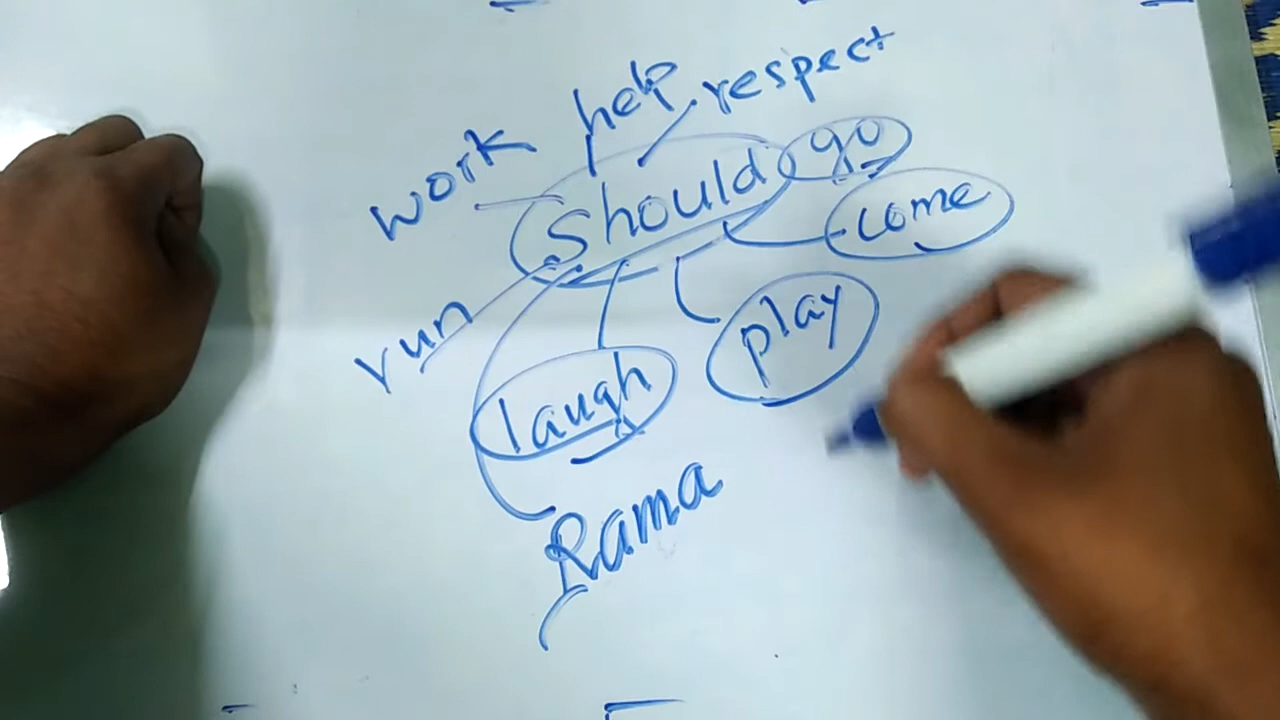 respect
help
work
should
go
come
run
play
laugh
Rama